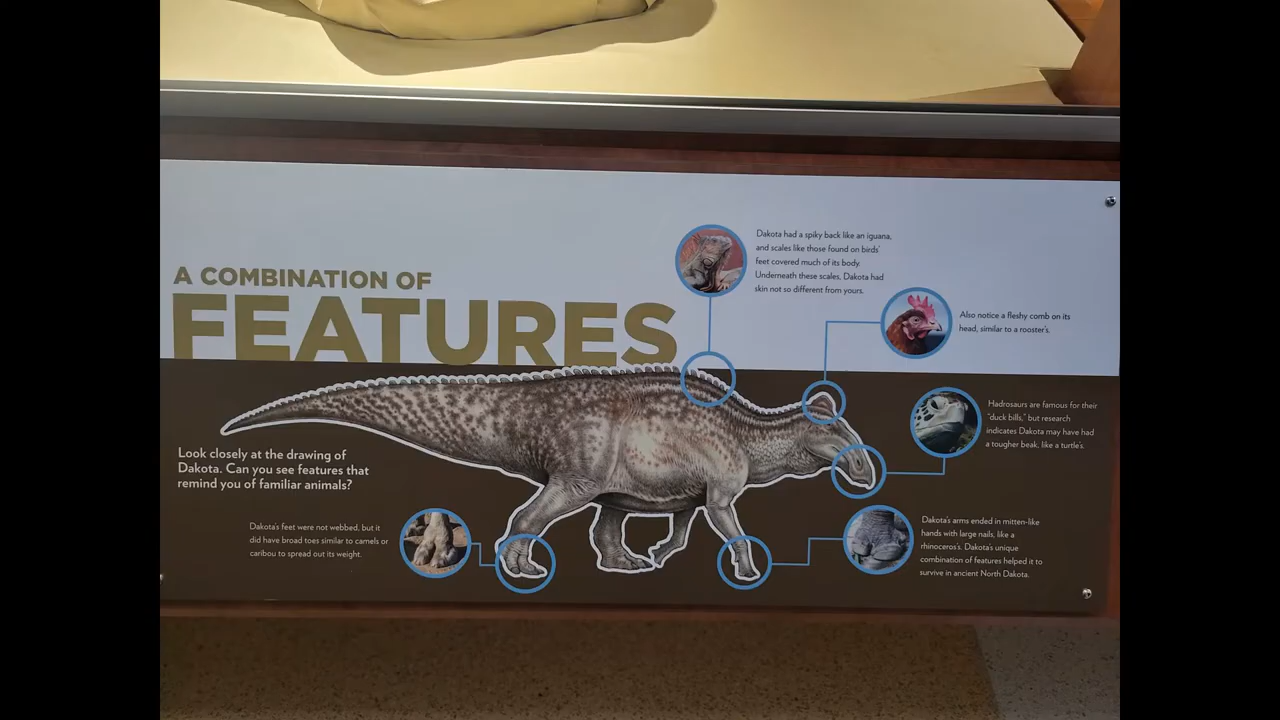 A COMBINATION OF
FEATURES
Dakota had a spiky back like an iguana,
and scales like those found on birds'
feet covered much of its body.
Underneath these scales, Dakota had
skin not so different from yours.
Also notice a fleshy comb on its
head, similar to a rooster's.
Hadrosaurs are famous for their
"duck bills," but research
indicates Dakota may have had
a tougher beak, like a turtle's.
Look closely at the drawing of
Dakota. Can you see features that
remind you of familiar animals?
Dakota's feet were not webbed, but it
did have broad toes similar to camels or
caribou to spread out its weight.
Dakota's arms ended in mitten-like
hands with large nails, like a
rhinoceros's. Dakota's unique
combination of features helped it to
survive in ancient North Dakota.